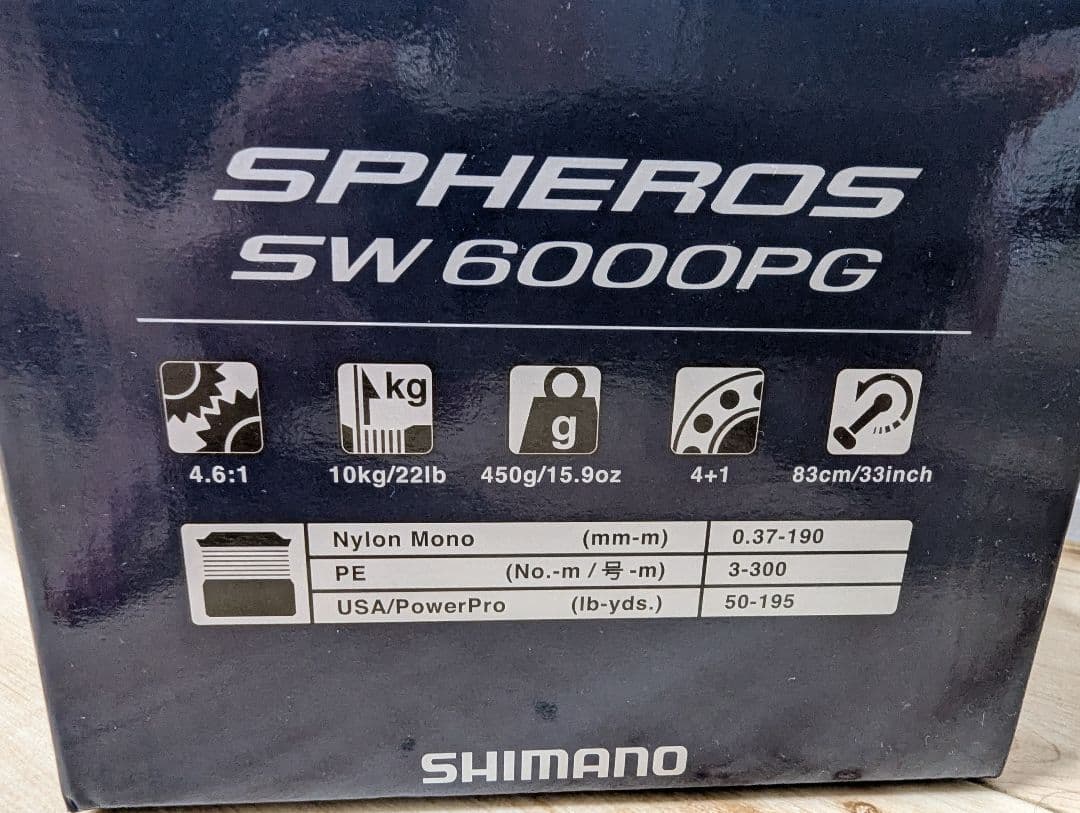 SPHEROS
SW 6000PG
kg
g
4.6:1 10kg/22lb 450g/15.9oz 4+1 83cm/33inch
Nylon Mono (mm-m) 0.37-190
PE (No.-m / 号 -m) 3-300
USA/PowerPro (lb-yds.) 50-195
SHIMANO